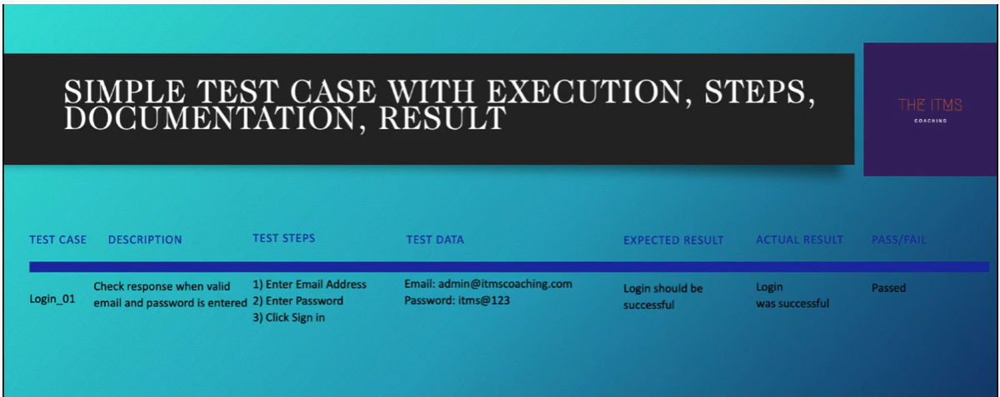 SIMPLE TEST CASE WITH EXECUTION, STEPS,
DOCUMENTATION, RESULT
THE ITMS
COACHING
TEST CASE DESCRIPTION TEST STEPS TEST DATA EXPECTED RESULT ACTUAL RESULT PASS/FAIL
Login_01
Check response when valid
email and password is entered
1) Enter Email Address
2) Enter Password
3) Click Sign in
Email: admin@itmscoaching.com
Password: itms@123
Login should be
successful
Login
was successful
Passed